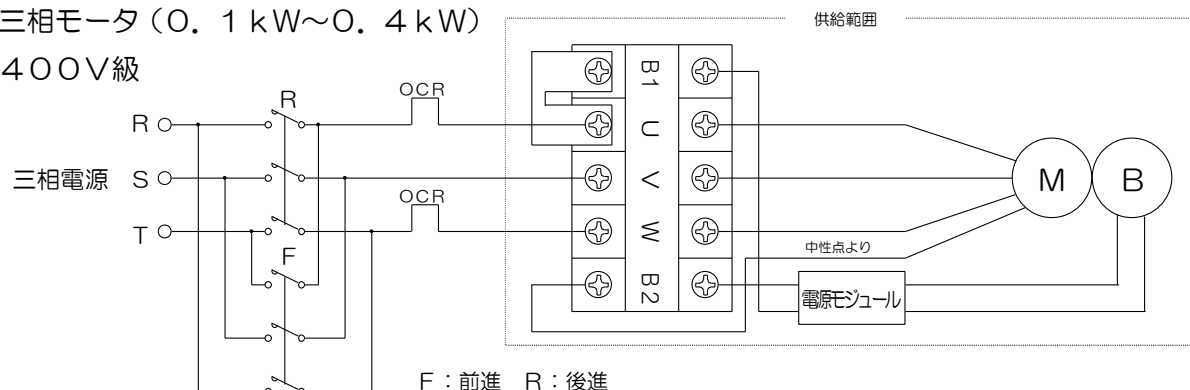 三相モータ（０．１ｋＷ～０．４ｋＷ）
４００Ｖ級
供給範囲
三相電源
R
S
T
R
F
OCR
OCR
B1
U
V
W
B2
M
B
中性点より
電源モジュール
F：前進　R：後進